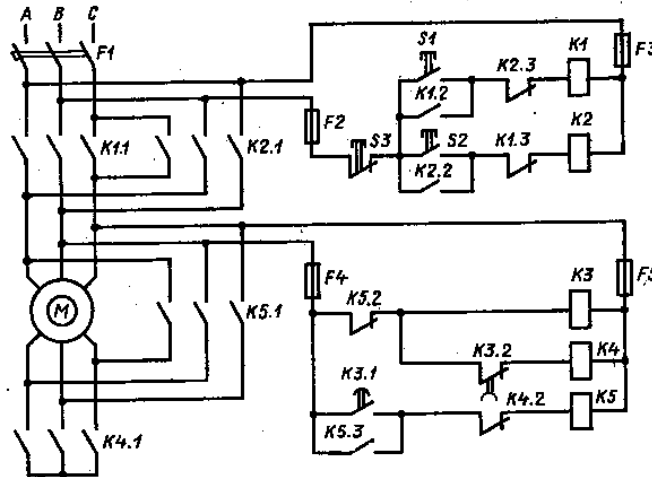 A B C
F1
F3
S1
K2.3
K1
K1.2
K1.1
K2.1
F2
S3
S2
K1.3
K2
K2.2
F4
F5
K5.2
K3
K5.1
M
K3.2
K4
K3.1
K4.2
K5
K5.3
K4.1